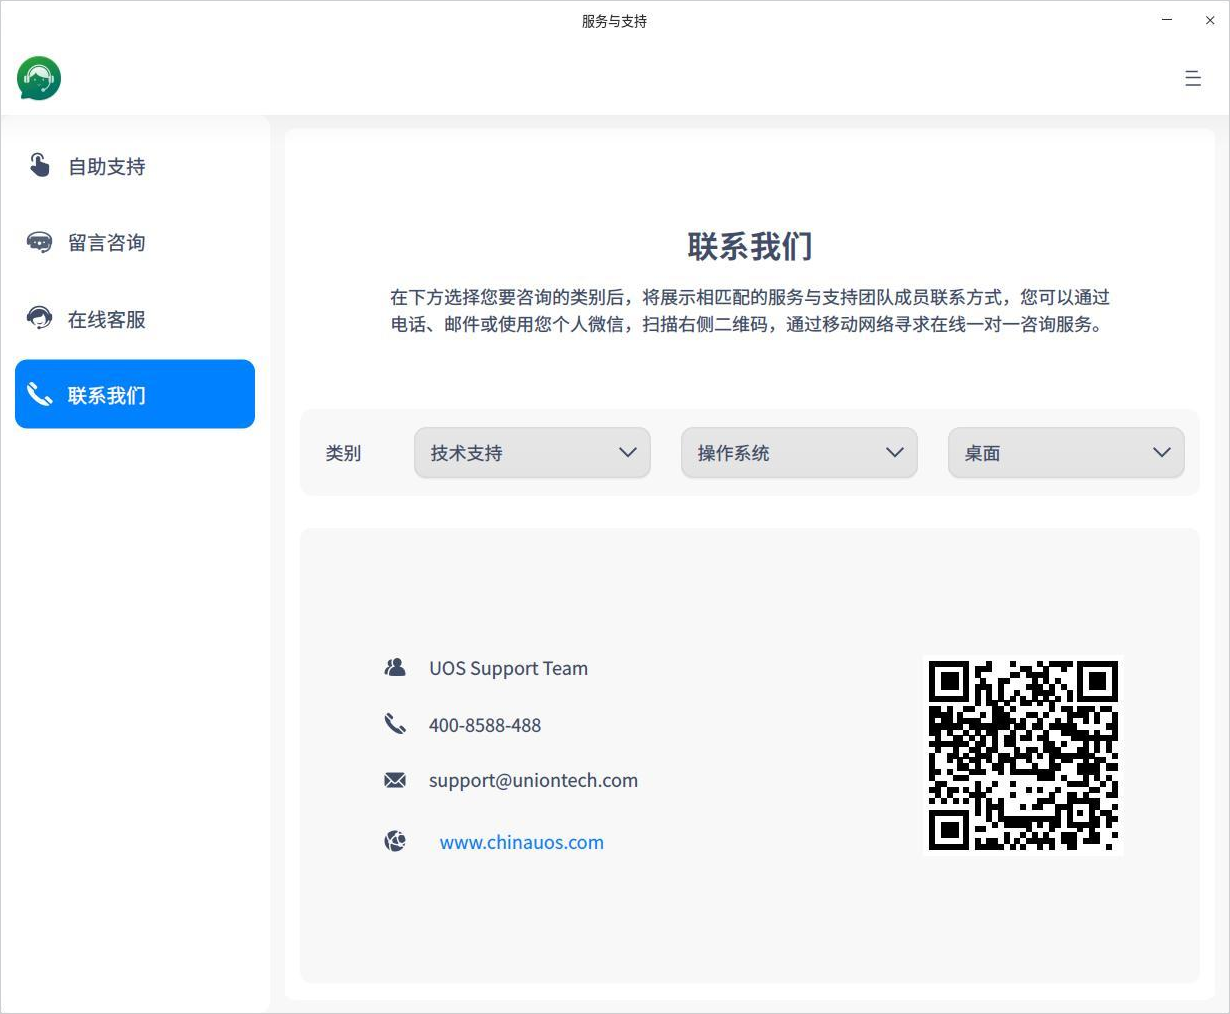 服务与支持
自助支持
留言咨询
在线客服
联系我们
联系我们
在下方选择您要咨询的类别后，将展示相匹配的服务与支持团队成员联系方式，您可以通过
电话、邮件或使用您个人微信，扫描右侧二维码，通过移动网络寻求在线一对一咨询服务。
类别 技术支持 操作系统 桌面
UOS Support Team
400-8588-488
support@uniontech.com
www.chinauos.com